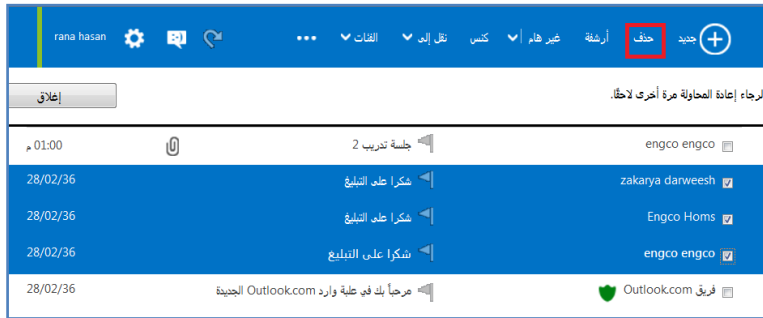 جديد حذف أرشفة غير هام كنس نقل إلى الفئات ••• rana hasan
لرجاء إعادة المحاولة مرة أخرى لاحقًا. إغلاق
engco engco جلسة تدريب 2 01:00 م
zakarya darweesh شكرا على التبليغ 28/02/36
Engco Homs شكرا على التبليغ 28/02/36
engco engco شكرا على التبليغ 28/02/36
فريق Outlook.com مرحباً بك في علبة وارد Outlook.com الجديدة 28/02/36